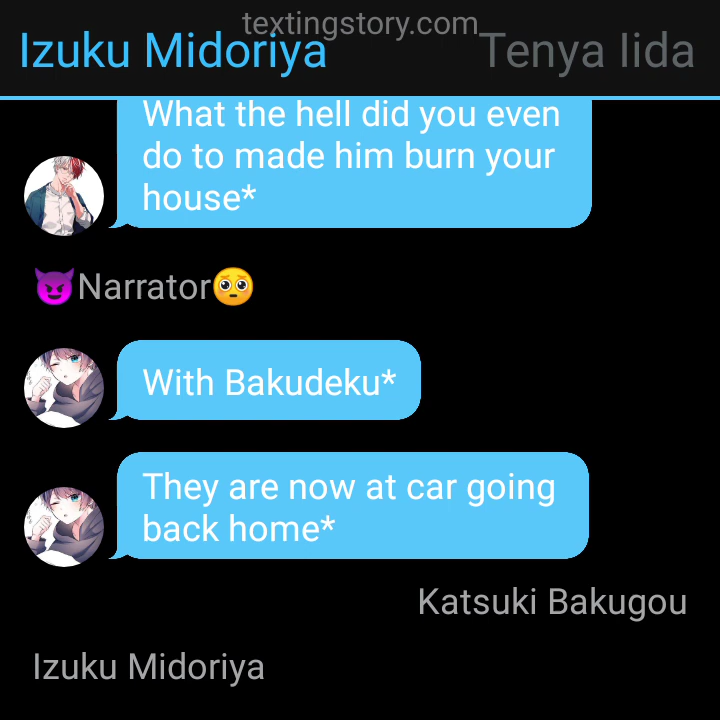 textingstory.com
Izuku Midoriya
Tenya Iida
What the hell did you even
do to made him burn your
house*
😈Narrator🥺
With Bakudeku*
They are now at car going
back home*
Katsuki Bakugou
Izuku Midoriya